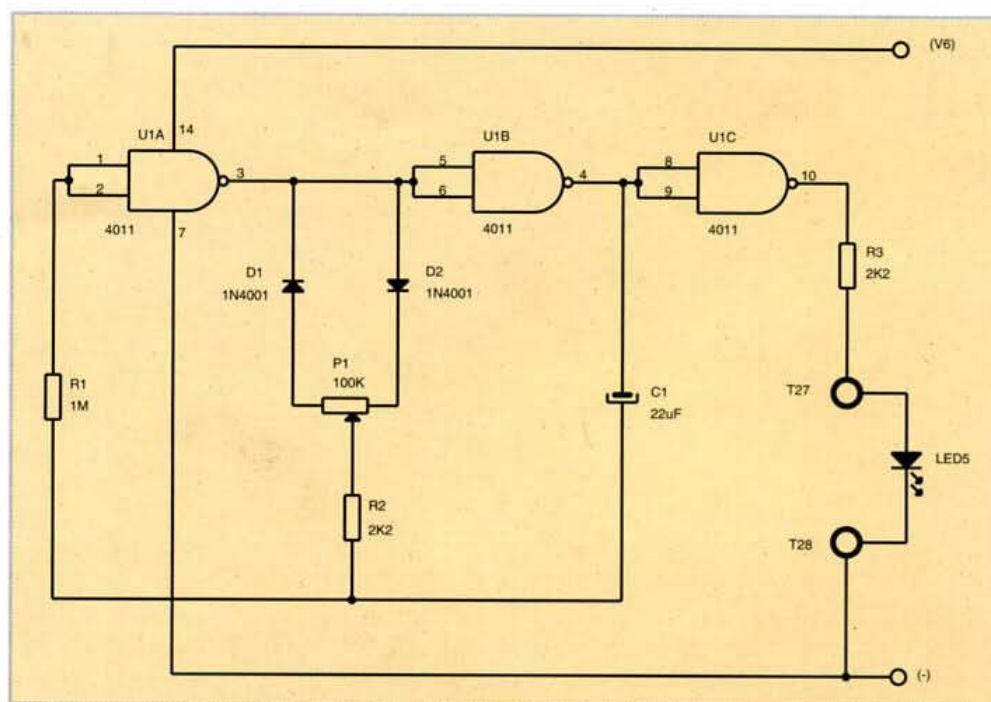 (V6)
U1A
14
1
2
3
4011
7
U1B
5
6
4
4011
U1C
8
9
10
4011
R3
2K2
D1
1N4001
D2
1N4001
P1
100K
R1
1M
C1
22uF
T27
LED5
R2
2K2
T28
(-)